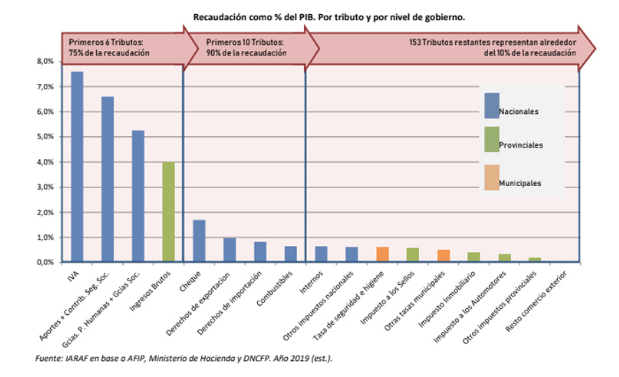 Recaudación como % del PIB. Por tributo y por nivel de gobierno.
Primeros 6 Tributos:
75% de la recaudación
Primeros 10 Tributos:
90% de la recaudación
153 Tributos restantes representan alrededor
del 10% de la recaudación
8,0%
7,0%
6,0%
5,0%
4,0%
3,0%
2,0%
1,0%
0,0%
Nacionales
Provinciales
Municipales
IVA
Aportes + Contrib. Seg. Soc.
Gcias. P. Humanas + Gcias Soc.
Ingresos Brutos
Cheque
Derechos de exportacion
Derechos de importación
Combustibles
Internos
Otros impuestos nacionales
Tasa de seguridad e higiene
Impuesto a los Sellos
Otras tasas municipales
Impuesto Inmobiliario
Impuesto a los Automotores
Otros impuestos provinciales
Resto comercio exterior
Fuente: IARAF en base a AFIP, Ministerio de Hacienda y DNCFP. Año 2019 (est.).